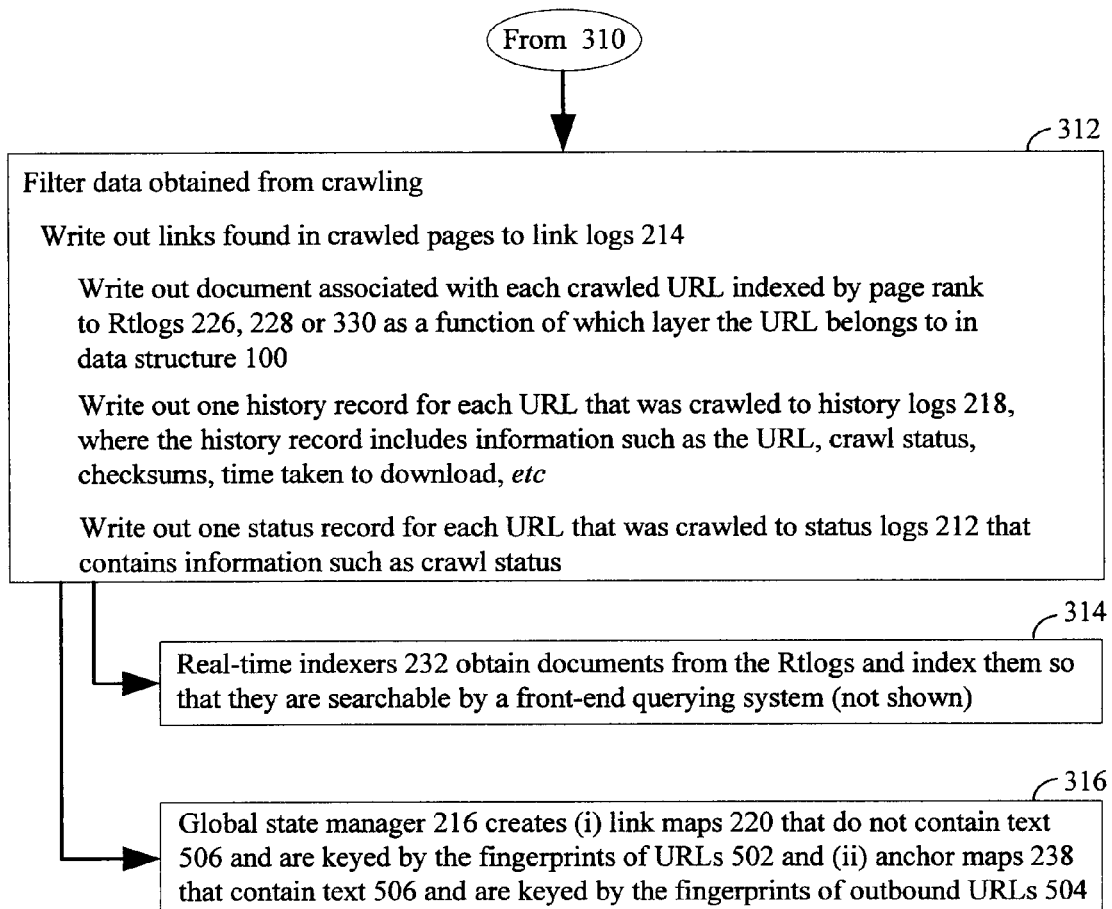 From 310
312
Filter data obtained from crawling
Write out links found in crawled pages to link logs 214
Write out document associated with each crawled URL indexed by page rank
to Rtlogs 226, 228 or 330 as a function of which layer the URL belongs to in
data structure 100
Write out one history record for each URL that was crawled to history logs 218,
where the history record includes information such as the URL, crawl status,
checksums, time taken to download, etc
Write out one status record for each URL that was crawled to status logs 212 that
contains information such as crawl status
314
Real-time indexers 232 obtain documents from the Rtlogs and index them so
that they are searchable by a front-end querying system (not shown)
316
Global state manager 216 creates (i) link maps 220 that do not contain text
506 and are keyed by the fingerprints of URLs 502 and (ii) anchor maps 238
that contain text 506 and are keyed by the fingerprints of outbound URLs 504